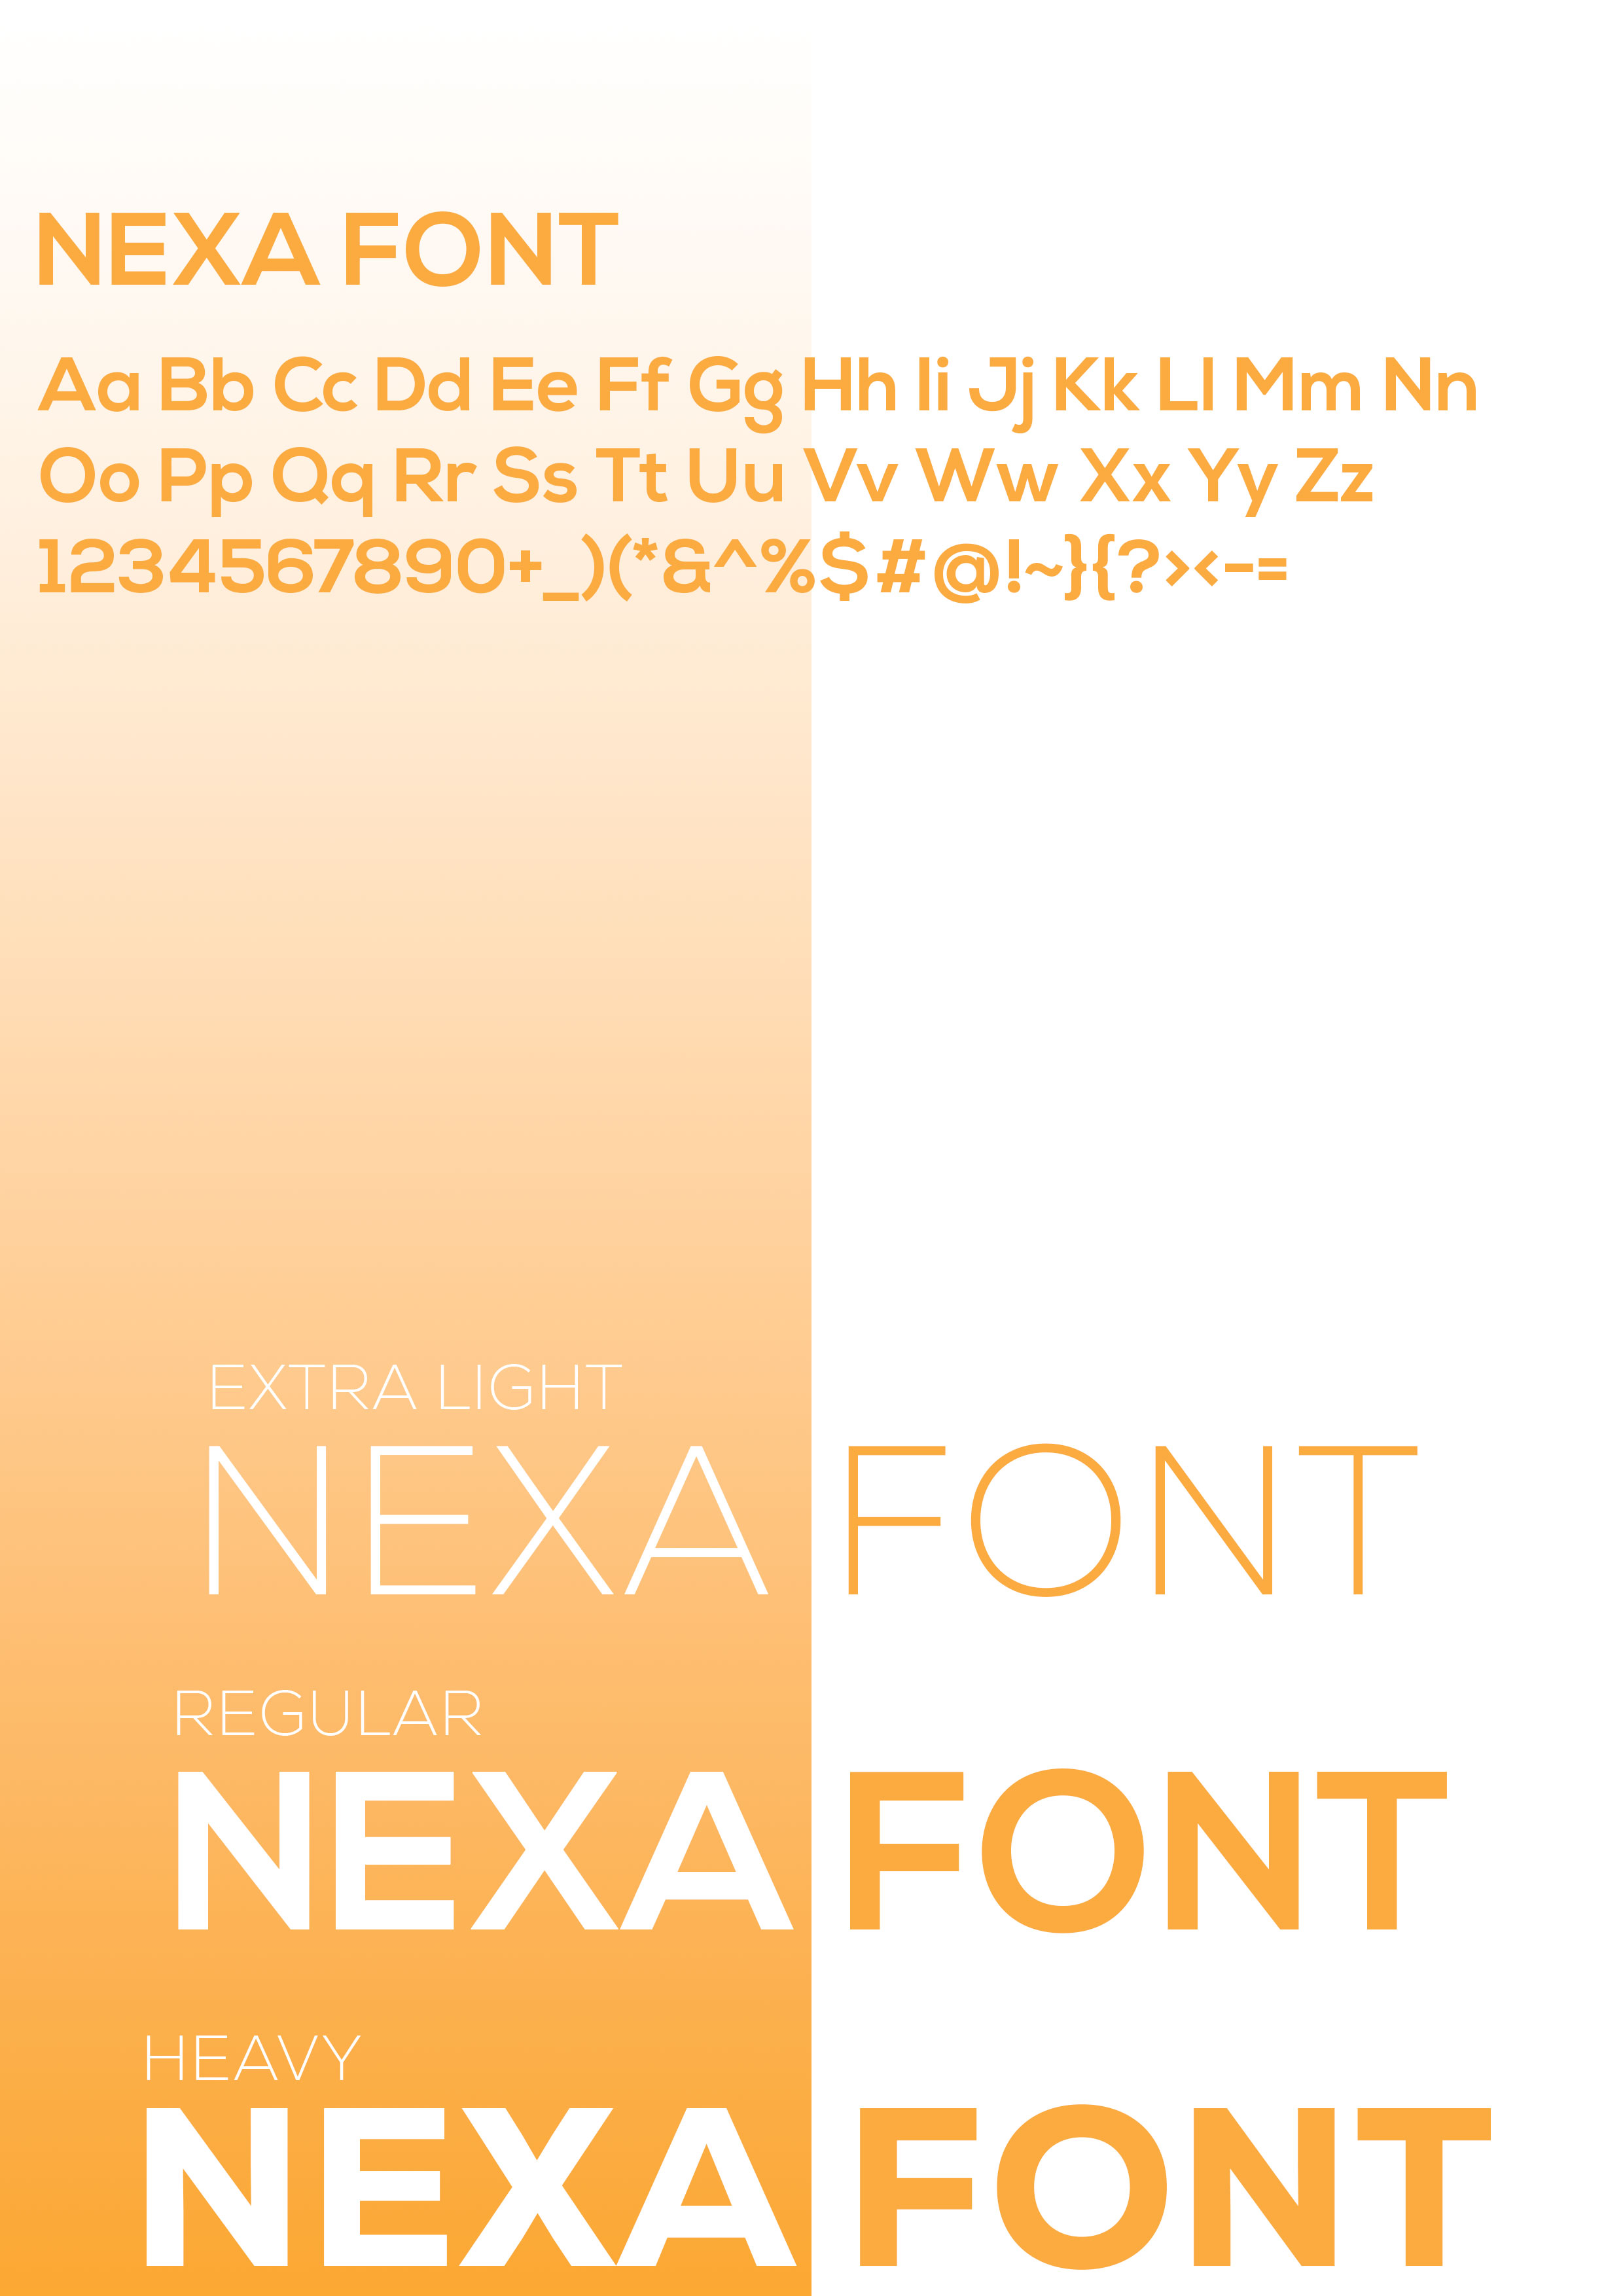 NEXA FONT
Aa Bb Cc Dd Ee Ff Gg Hh Ii Jj Kk Ll Mm Nn
Oo Pp Qq Rr Ss Tt Uu Vv Ww Xx Yy Zz
1234567890+_)(*&^%$#@!~}{?><-=
EXTRA LIGHT
NEXA FONT
REGULAR
NEXA FONT
HEAVY
NEXA FONT